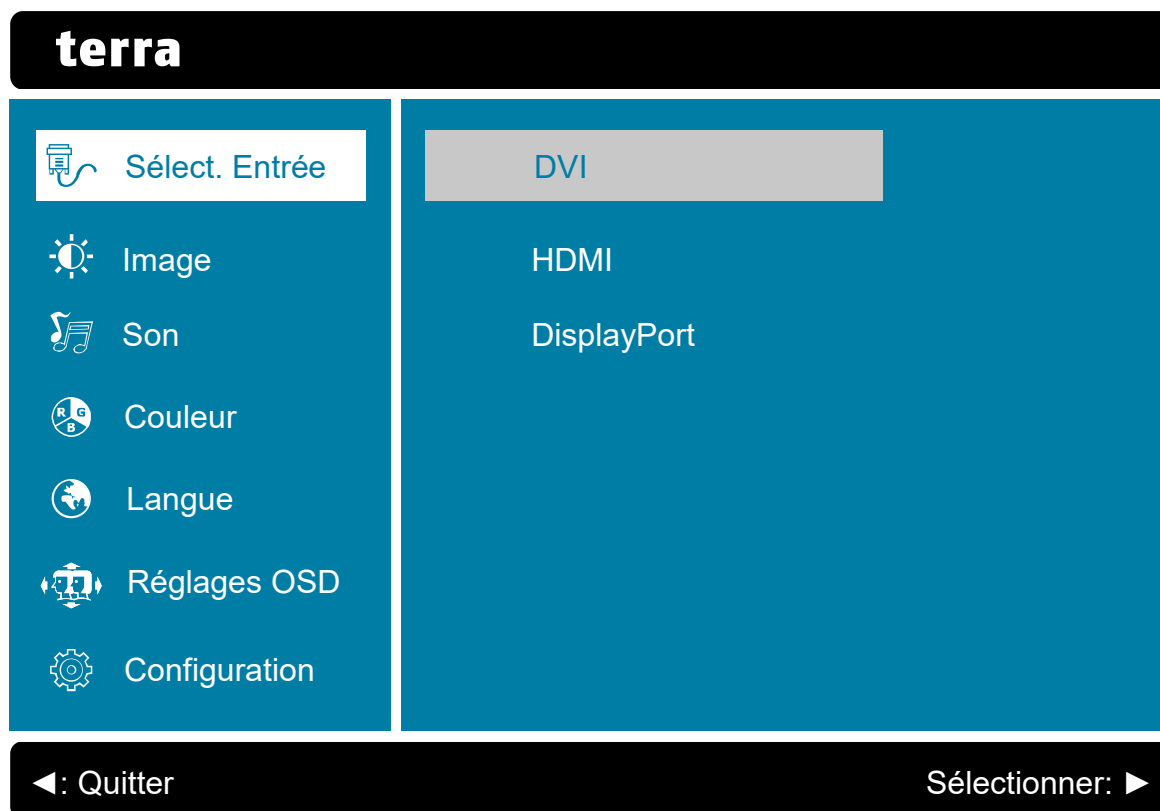 terra
Sélect. Entrée
Image
Son
R G B
Couleur
Langue
Réglages OSD
Configuration
DVI
HDMI
DisplayPort
◄: Quitter
Sélectionner: ►